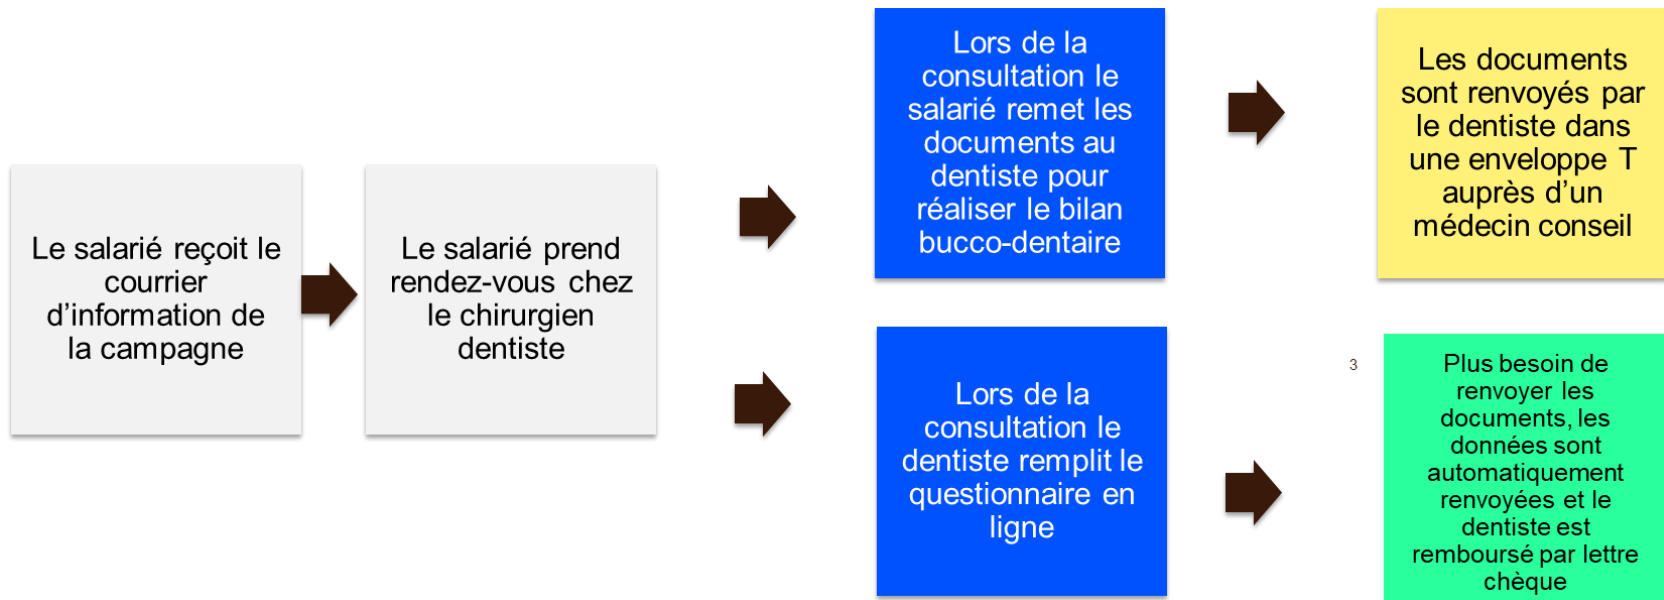 Le salarié reçoit le
courrier
d'information de
la campagne
Le salarié prend
rendez-vous chez
le chirurgien
dentiste
Lors de la
consultation le
salarié remet les
documents au
dentiste pour
réaliser le bilan
bucco-dentaire
Les documents
sont renvoyés par
le dentiste dans
une enveloppe T
auprès d'un
médecin conseil
Lors de la
consultation le
dentiste remplit le
questionnaire en
ligne
3
Plus besoin de
renvoyer les
documents, les
données sont
automatiquement
renvoyées et le
dentiste est
remboursé par lettre
chèque